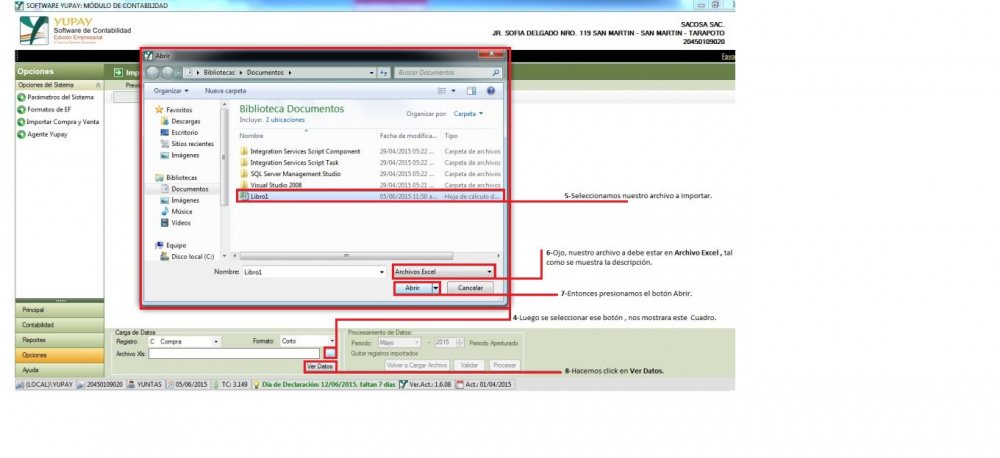 SOFTWARE YUPAY: MÓDULO DE CONTABILIDAD
YUPAY
Software de Contabilidad
Edición Empresarial
SACOSA SAC.
JR. SOFIA DELGADO NRO. 119 SAN MARTIN - SAN MARTIN - TARAPOTO
20450109020
Favo
Opciones
Opciones del Sistema
Parámetros del Sistema
Formatos de EF
Importar Compra y Venta
Agente Yupay
Imp
Previ
Abrir
Bibliotecas
Documentos
Buscar Documentos
Organizar
Nueva carpeta
Favoritos
Descargas
Escritorio
Sitios recientes
Imágenes
Bibliotecas
Documentos
Imágenes
Música
Vídeos
Equipo
Disco local (C:)
Biblioteca Documentos
Incluye: 2 ubicaciones
Organizar por: Carpeta
Nombre Fecha de modifica... Tipo
Integration Services Script Component 29/04/2015 05:22 ... Carpeta de archivos
Integration Services Script Task 29/04/2015 05:22 ... Carpeta de archivos
SQL Server Management Studio 29/04/2015 05:22 ... Carpeta de archivos
Visual Studio 2008 29/04/2015 05:21 ... Carpeta de archivos
Libro1 05/06/2015 11:50 a... Hoja de cálculo d...
Nombre Libro1
Archivos Excel
Abrir
Cancelar
5-Seleccionamos nuestro archivo a Importar.
6-Ojo, nuestro archivo a debe estar en Archivo Excel , tal
como se muestra la descripción.
7-Entonces presionamos el botón Abrir.
4-Luego se seleccionar ese botón , nos mostrara este Cuadro.
8-Hacemos click en Ver Datos.
Principal
Contabilidad
Reportes
Opciones
Ayuda
Carga de Datos
Registro: C Compra
Formato: Corto
Archivo Xls:
...
Ver Datos
Procesamiento de Datos:
Periodo: Mayo - 2015 Periodo Aperturado
Quitar registros importados
Volver a Cargar Archivo
Validar
Procesar
(LOCAL)\YUPAY
20450109020
YUNTAS
05/06/2015
TC: 3.149
Dia de Declaración: 12/06/2015, faltan 7 dias
Ver.Act.: 1.6.08
Act.: 01/04/2015